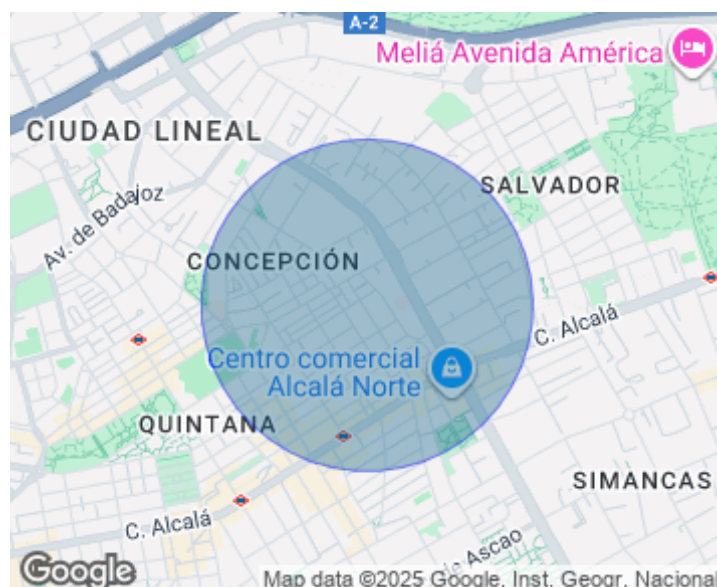 A-2
Meliá Avenida América
CIUDAD LINEAL
SALVADOR
Av. de Badajoz
CONCEPCIÓN
C. Alcalá
Centro comercial
Alcalá Norte
QUINTANA
SIMANCAS
C. Alcalá
de Ascao
Google
Map data ©2025 Google, Inst. Geogr. Nacional